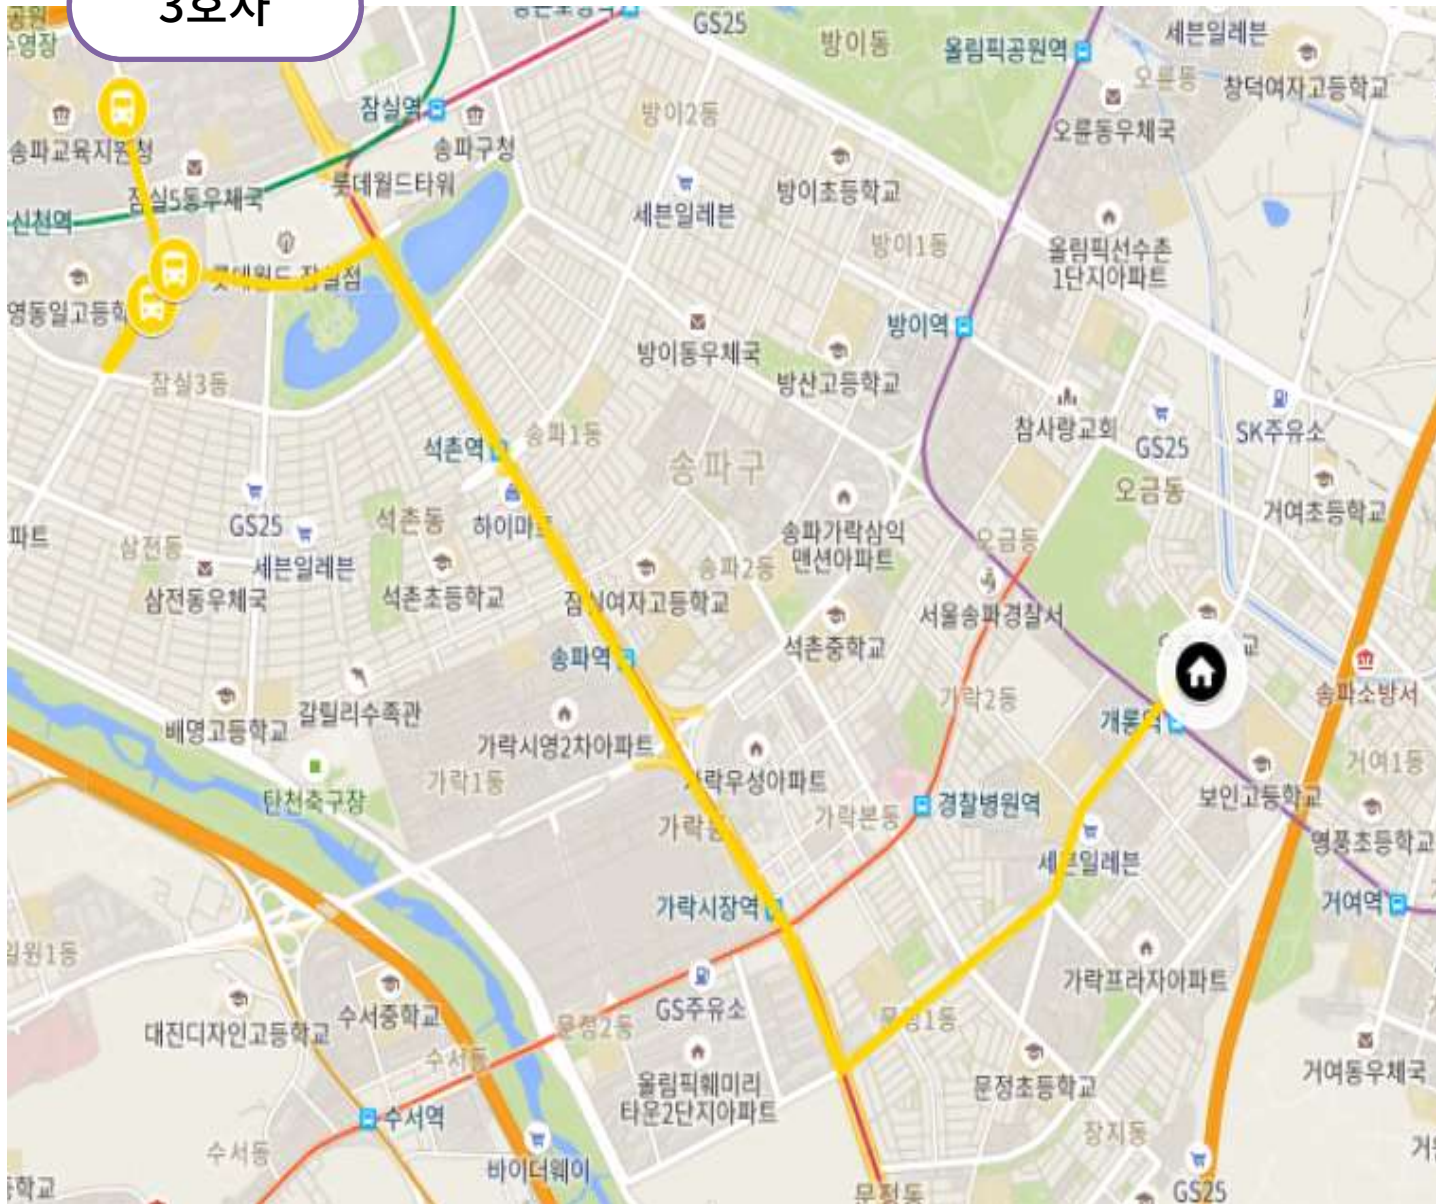 3호차
GS25
방이동
올림픽공원역
세븐일레븐
오륜동
창덕여자고등학교
잠실역
송파구청
방이2동
오륜동우체국
송파교육지원청
잠실5동우체국
롯데월드타워
세븐일레븐
방이초등학교
신천역
방이1동
올림픽선수촌
1단지아파트
롯데월드 잠실점
영동일고등학
방이역
방이동우체국
방산고등학교
잠실3동
참사랑교회
GS25
SK주유소
석촌역
송파1동
송파구
오금동
거여초등학교
GS25
석촌동
하이마트
송파가락삼익
맨션아파트
오금동
파트
삼전동
세븐일레븐
송파2동
삼전동우체국
석촌초등학교
잠실여자고등학교
서울송파경찰서
석촌중학교
송파역
송파소방서
가락2동
배명고등학교
갈릴리수족관
가락시영2차아파트
개롱역
가락1동
가락우성아파트
거여1동
탄천축구장
보인고등학교
가락본동
경찰병원역
영풍초등학교
세븐일레븐
가락시장역
거여역
일원1동
가락프라자아파트
대진디자인고등학교
수서중학교
GS주유소
문정2동
문정1동
수서동
올림픽훼미리
타운2단지아파트
문정초등학교
거여동우체국
수서역
장지동
수서동
바이더웨이
등학교
문정동
GS25